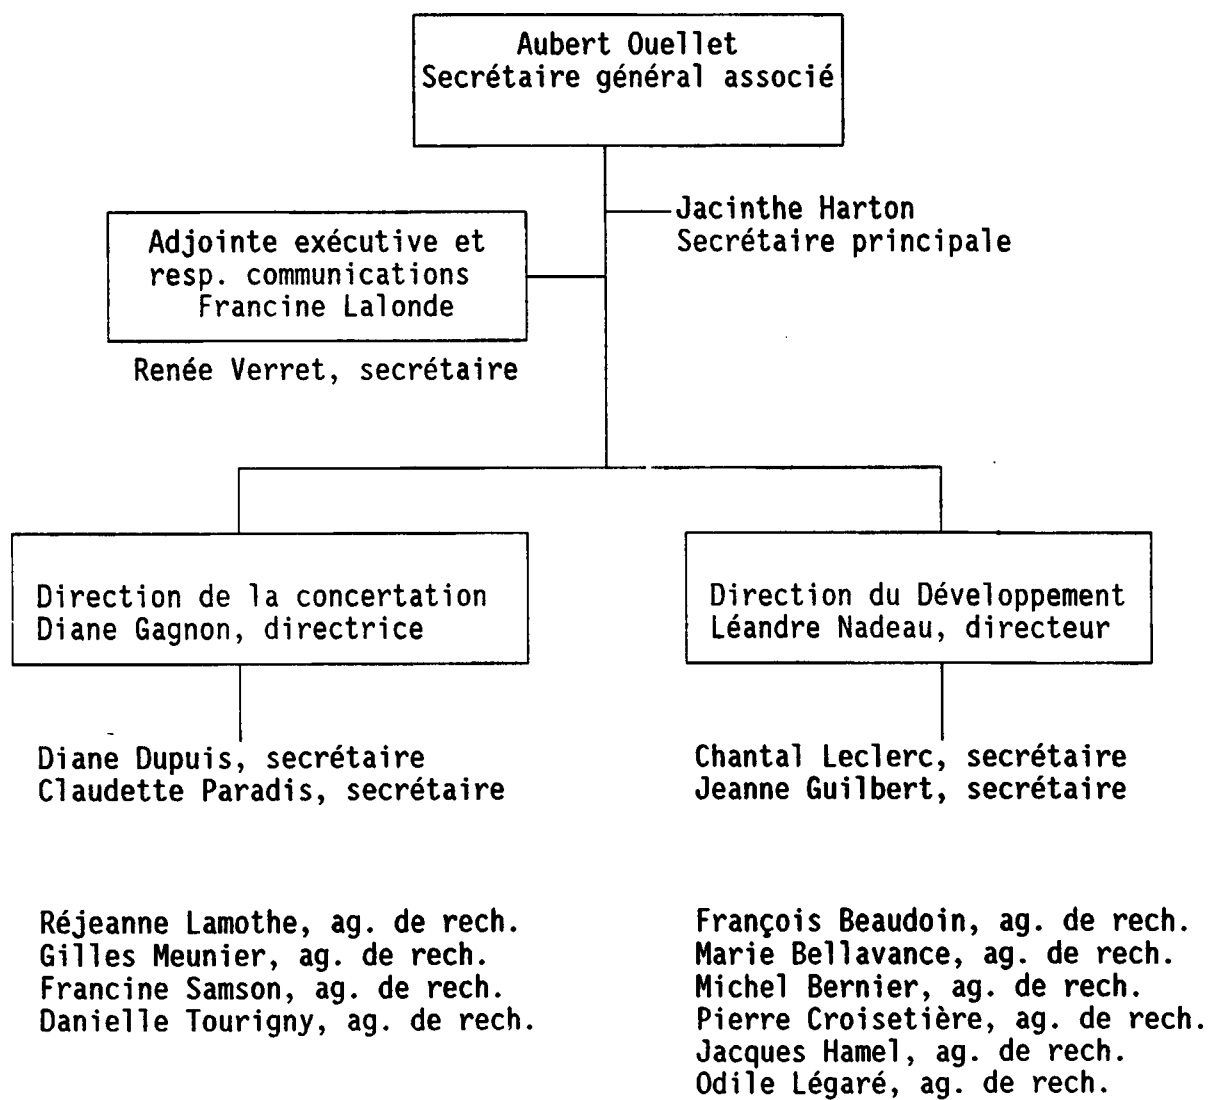 Aubert Ouellet
Secrétaire général associé
Jacinthe Harton
Secrétaire principale
Adjointe exécutive et
resp. communications
Francine Lalonde
Renée Verret, secrétaire
Direction de la concertation
Diane Gagnon, directrice
Diane Dupuis, secrétaire
Claudette Paradis, secrétaire
Réjeanne Lamothe, ag. de rech.
Gilles Meunier, ag. de rech.
Francine Samson, ag. de rech.
Danielle Tourigny, ag. de rech.
Direction du Développement
Léandre Nadeau, directeur
Chantal Leclerc, secrétaire
Jeanne Guilbert, secrétaire
François Beaudoin, ag. de rech.
Marie Bellavance, ag. de rech.
Michel Bernier, ag. de rech.
Pierre Croisetière, ag. de rech.
Jacques Hamel, ag. de rech.
Odile Légaré, ag. de rech.